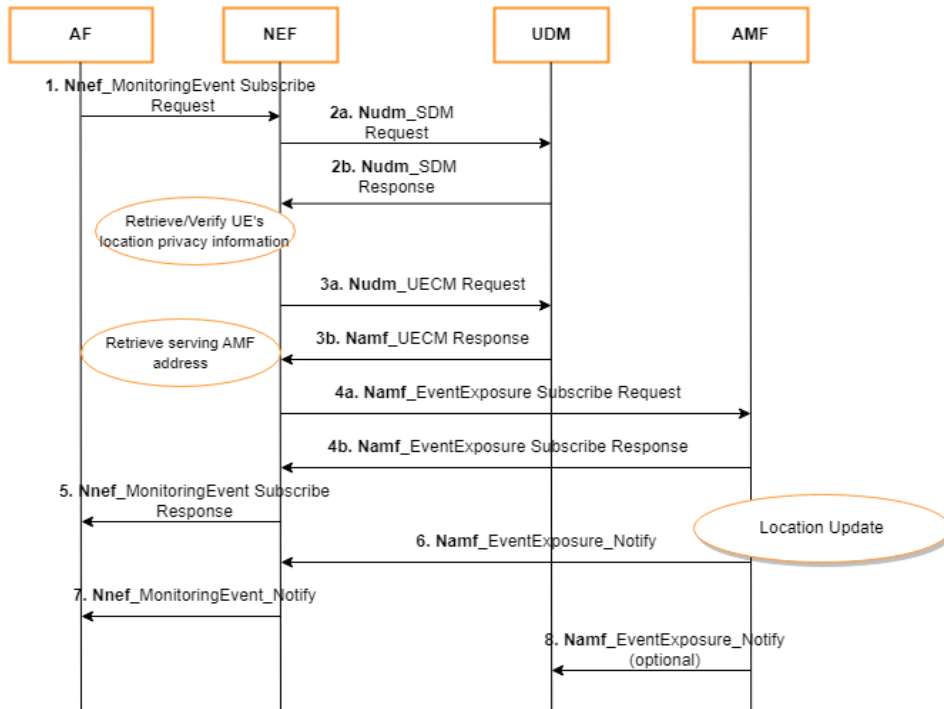 AF
NEF
UDM
AMF
1. Nnef_MonitoringEvent Subscribe
Request
2a. Nudm_SDM
Request
2b. Nudm_SDM
Response
Retrieve/Verify UE's
location privacy information
3a. Nudm_UECM Request
3b. Namf_UECM Response
Retrieve serving AMF
address
4a. Namf_EventExposure Subscribe Request
4b. Namf_EventExposure Subscribe Response
5. Nnef_MonitoringEvent Subscribe
Response
Location Update
6. Namf_EventExposure_Notify
7. Nnef_MonitoringEvent_Notify
8. Namf_EventExposure_Notify
(optional)